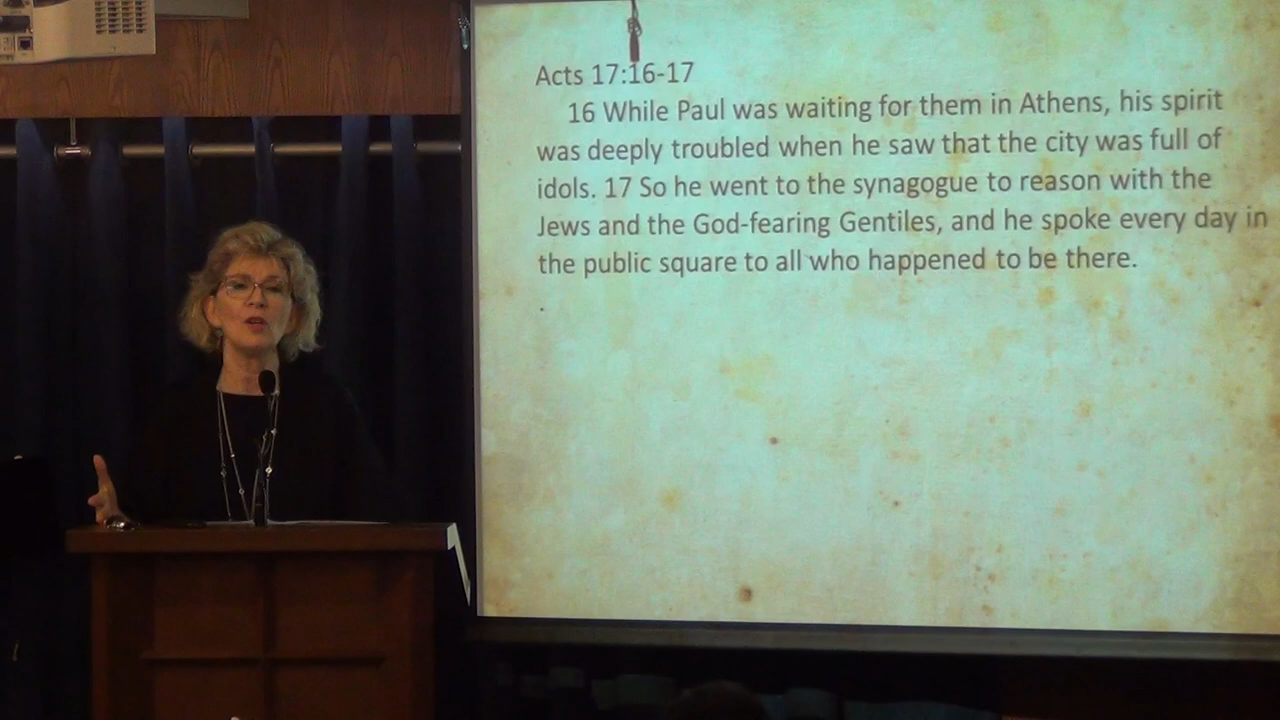 Acts 17:16-17
16 While Paul was waiting for them in Athens, his spirit
was deeply troubled when he saw that the city was full of
idols. 17 So he went to the synagogue to reason with the
Jews and the God-fearing Gentiles, and he spoke every day in
the public square to all who happened to be there.
.